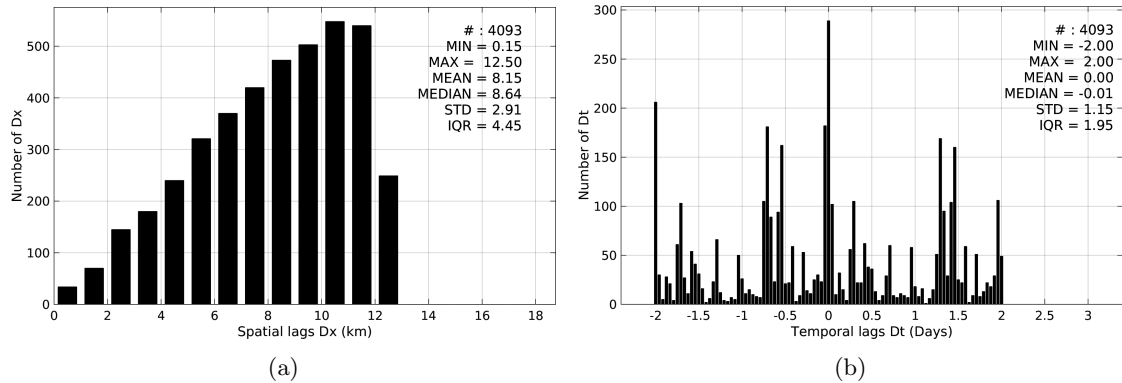 # : 4093
MIN = 0.15
MAX = 12.50
MEAN = 8.15
MEDIAN = 8.64
STD = 2.91
IQR = 4.45
Number of Dx
500
400
300
200
100
0
0 2 4 6 8 10 12 14 16 18
Spatial lags Dx (km)
(a)
# : 4093
MIN = -2.00
MAX = 2.00
MEAN = 0.00
MEDIAN = -0.01
STD = 1.15
IQR = 1.95
Number of Dt
300
250
200
150
100
50
0
-2 -1.5 -1 -0.5 0 0.5 1 1.5 2 2.5 3
Temporal lags Dt (Days)
(b)